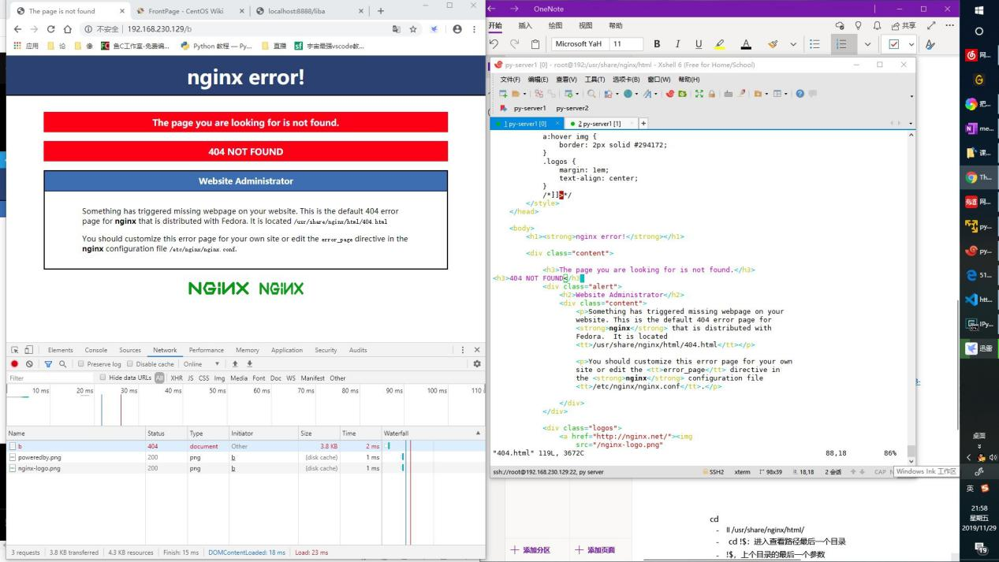 The page is not found
FrontPage - CentOS Wiki
localhost:8888/liba
不安全 | 192.168.230.129/b
应用
论
像
鱼C工作室-免费编...
Python 教程 — Py...
直播
宇宙最强vscode教...
nginx error!
The page you are looking for is not found.
404 NOT FOUND
Website Administrator
Something has triggered missing webpage on your website. This is the default 404 error
page for nginx that is distributed with Fedora. It is located /usr/share/nginx/html/404.html
You should customize this error page for your own site or edit the error_page directive in the
nginx configuration file /etc/nginx/nginx.conf.
NGINX NGINX
Elements Console Sources Network Performance Memory Application Security Audits
Preserve log Disable cache Online
Filter Hide data URLs All XHR JS CSS Img Media Font Doc WS Manifest Other
10 ms 20 ms 30 ms 40 ms 50 ms 60 ms 70 ms 80 ms 90 ms 100 ms 110
Name Status Type Initiator Size Time Waterfall
b 404 document Other 3.8 KB 2 ms
poweredby.png 200 png b (disk cache) 1 ms
nginx-logo.png 200 png b (disk cache) 1 ms
3 requests 3.8 KB transferred 4.3 KB resources Finish: 15 ms DOMContentLoaded: 18 ms Load: 23 ms
OneNote
开始 插入 绘图 视图 帮助
共享
Microsoft YaH 11 B I U A
py-server1 [0] - root@192:/usr/share/nginx/html - Xshell 6 (Free for Home/School)
文件(F) 编辑(E) 查看(V) 工具(T) 选项卡(B) 窗口(W) 帮助(H)
py-server1 py-server2
1 py-server1 [0] 2 py-server1 [1]
a:hover img {
border: 2px solid #294172;
}
.logos {
margin: 1em;
text-align: center;
}
/*]]>*/
</style>
</head>
<body>
<h1><strong>nginx error!</strong></h1>
<div class="content">
<h3>The page you are looking for is not found.</h3>
<h3>404 NOT FOUND</h3
<div class="alert">
<h2>Website Administrator</h2>
<div class="content">
<p>Something has triggered missing webpage on your
website. This is the default 404 error page for
<strong>nginx</strong> that is distributed with
Fedora.  It is located
<tt>/usr/share/nginx/html/404.html</tt></p>
<p>You should customize this error page for your own
site or edit the <tt>error_page</tt> directive in
the <strong>nginx</strong> configuration file
<tt>/etc/nginx/nginx.conf</tt>.</p>
</div>
</div>
<div class="logos">
<a href="http://nginx.net/"><img
src="/nginx-logo.png"
"404.html" 119L, 3672C 88,18 86%
ssh://root@192.168.230.129:22, py server SSH2 xterm 98x39 18,18 2 会话 CAP
Windows Ink 工作区
添加分区 添加页面
cd
- ll /usr/share/nginx/html/
- cd !$：进入查看路径最后一个目录
- !$，上个目录的最后一个参数
网...
把...
me...
课...
Th...
网...
py...
py...
51...
htt...
IPy...
迅雷
桌面
英
21:58
星期五
2019/11/29
19